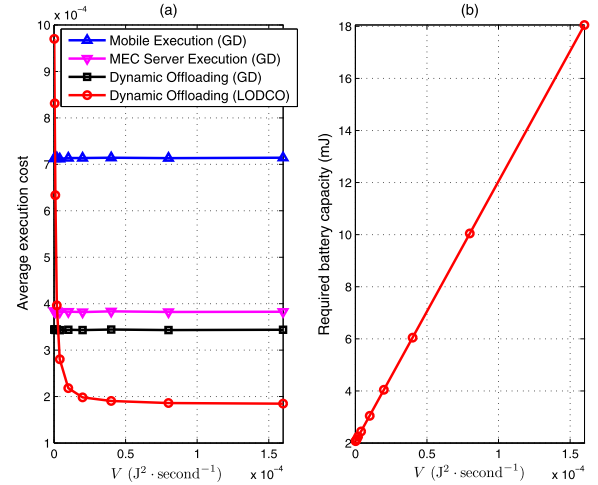 (a)
x 10⁻⁴
10
9
8
7
6
5
4
3
2
1
Average execution cost
Mobile Execution (GD)
MEC Server Execution (GD)
Dynamic Offloading (GD)
Dynamic Offloading (LODCO)
0
0.5
1
1.5
x 10⁻⁴
V (J² · second⁻¹)
(b)
18
16
14
12
10
8
6
4
2
Required battery capacity (mJ)
0
0.5
1
1.5
x 10⁻⁴
V (J² · second⁻¹)